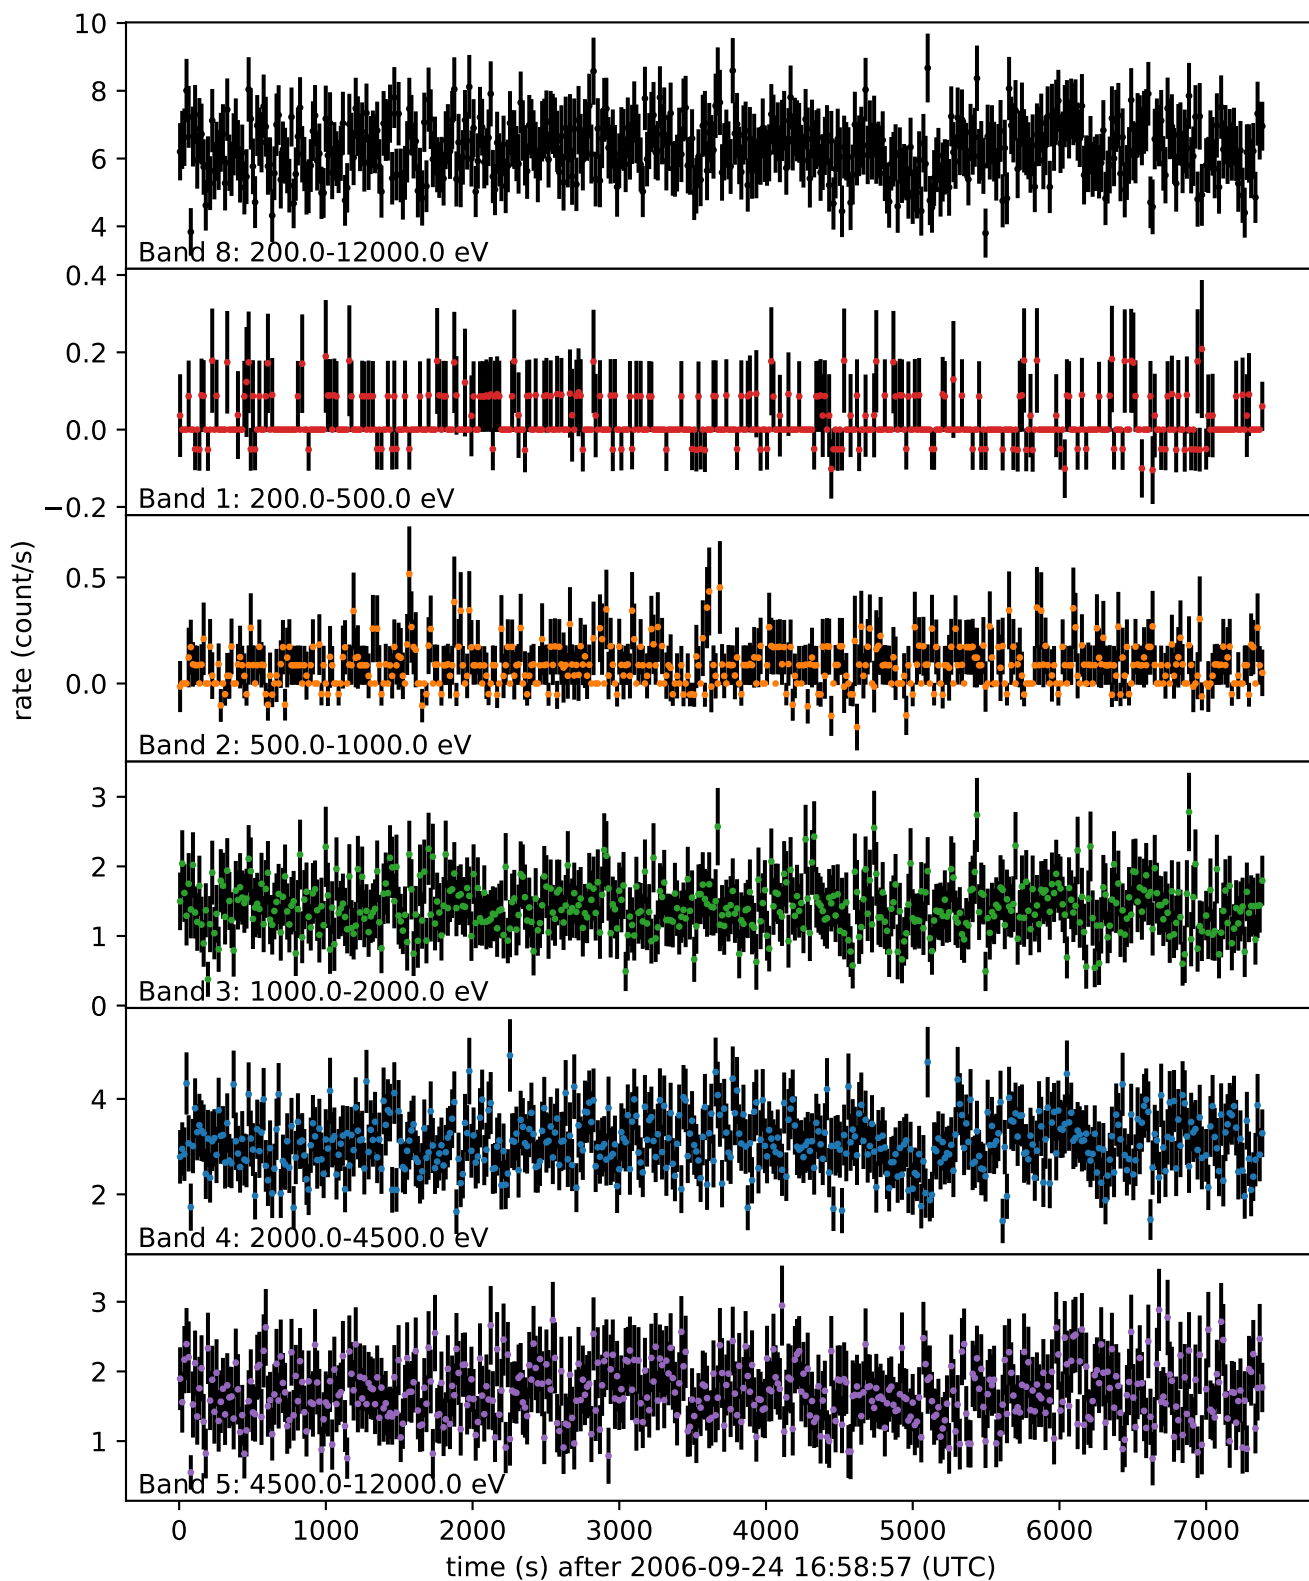 10
8
6
4
Band 8: 200.0-12000.0 eV
0.4
0.2
0.0
−0.2
Band 1: 200.0-500.0 eV
rate (count/s)
0.5
0.0
Band 2: 500.0-1000.0 eV
3
2
1
0
Band 3: 1000.0-2000.0 eV
4
2
Band 4: 2000.0-4500.0 eV
3
2
1
Band 5: 4500.0-12000.0 eV
0 1000 2000 3000 4000 5000 6000 7000
time (s) after 2006-09-24 16:58:57 (UTC)